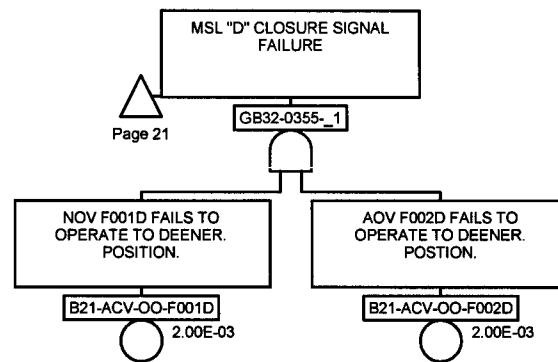 MSL "D" CLOSURE SIGNAL
FAILURE
Page 21
GB32-0355-_1
NOV F001D FAILS TO
OPERATE TO DEENER.
POSITION.
AOV F002D FAILS TO
OPERATE TO DEENER.
POSTION.
B21-ACV-OO-F001D
2.00E-03
B21-ACV-OO-F002D
2.00E-03